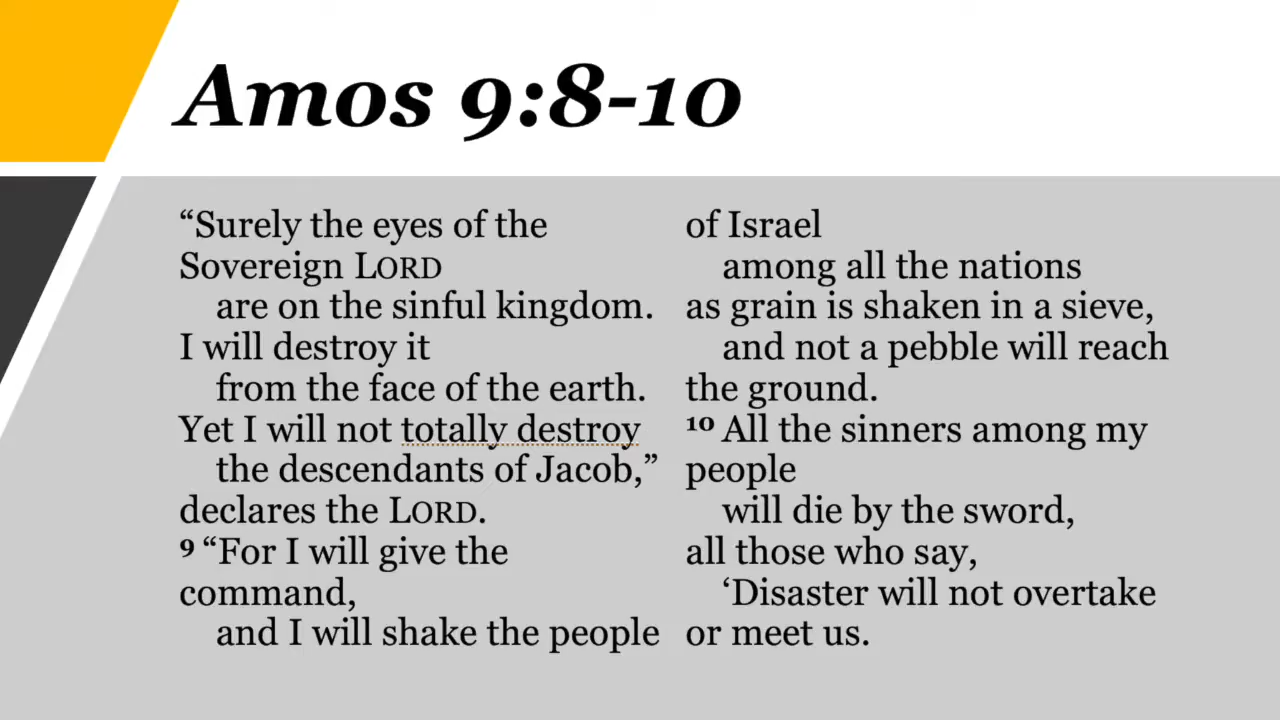 Amos 9:8-10
“Surely the eyes of the
Sovereign LORD
are on the sinful kingdom.
I will destroy it
from the face of the earth.
Yet I will not totally destroy
the descendants of Jacob,”
declares the LORD.
9 “For I will give the
command,
and I will shake the people
of Israel
among all the nations
as grain is shaken in a sieve,
and not a pebble will reach
the ground.
10 All the sinners among my
people
will die by the sword,
all those who say,
‘Disaster will not overtake
or meet us.